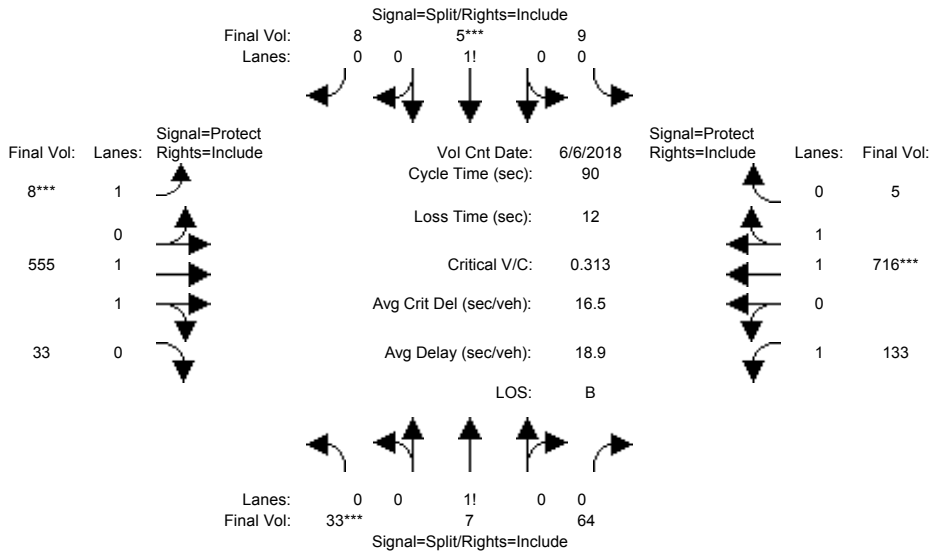 Signal=Split/Rights=Include
Final Vol: 8 5*** 9
Lanes: 0 0 1! 0 0
Signal=Protect Signal=Protect
Final Vol: Lanes: Rights=Include Vol Cnt Date: 6/6/2018 Rights=Include Lanes: Final Vol:
Cycle Time (sec): 90
8*** 1 0 5
Loss Time (sec): 12
0 1
555 1 Critical V/C: 0.313 1 716***
1 Avg Crit Del (sec/veh): 16.5 0
33 0 Avg Delay (sec/veh): 18.9 1 133
LOS: B
Lanes: 0 0 1! 0 0
Final Vol: 33*** 7 64
Signal=Split/Rights=Include